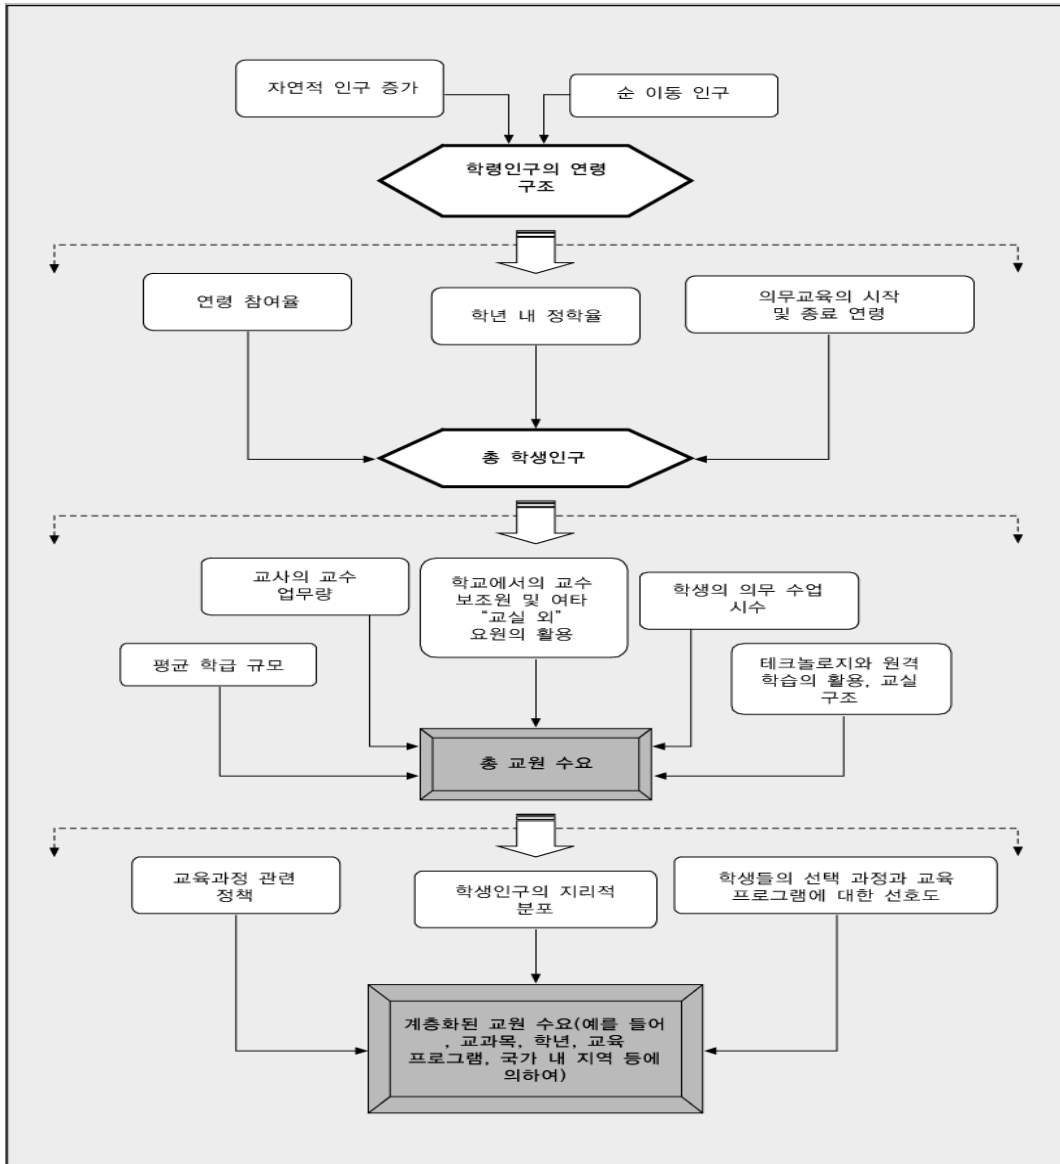 자연적 인구 증가
순 이동 인구
학령인구의 연령
구조
연령 참여율
학년 내 정학율
의무교육의 시작
및 종료 연령
총 학생인구
교사의 교수
업무량
학교에서의 교수
보조원 및 여타
“교실 외”
요원의 활용
학생의 의무 수업
시수
평균 학급 규모
테크놀로지와 원격
학습의 활용, 교실
구조
총 교원 수요
교육과정 관련
정책
학생인구의 지리적
분포
학생들의 선택 과정과 교육
프로그램에 대한 선호도
계층화된 교원 수요(예를 들어
, 교과목, 학년, 교육
프로그램, 국가 내 지역 등에
의하여)